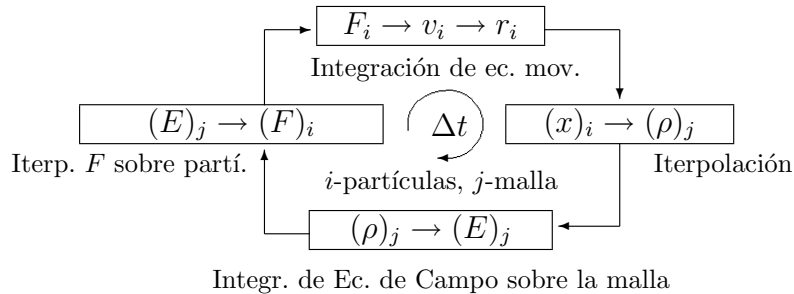 F_i → v_i → r_i
Integración de ec. mov.
(E)_j → (F)_i
Δt
(x)_i → (ρ)_j
Iterp. F sobre partí.
Iterpolación
i-partículas, j-malla
(ρ)_j → (E)_j
Integr. de Ec. de Campo sobre la malla